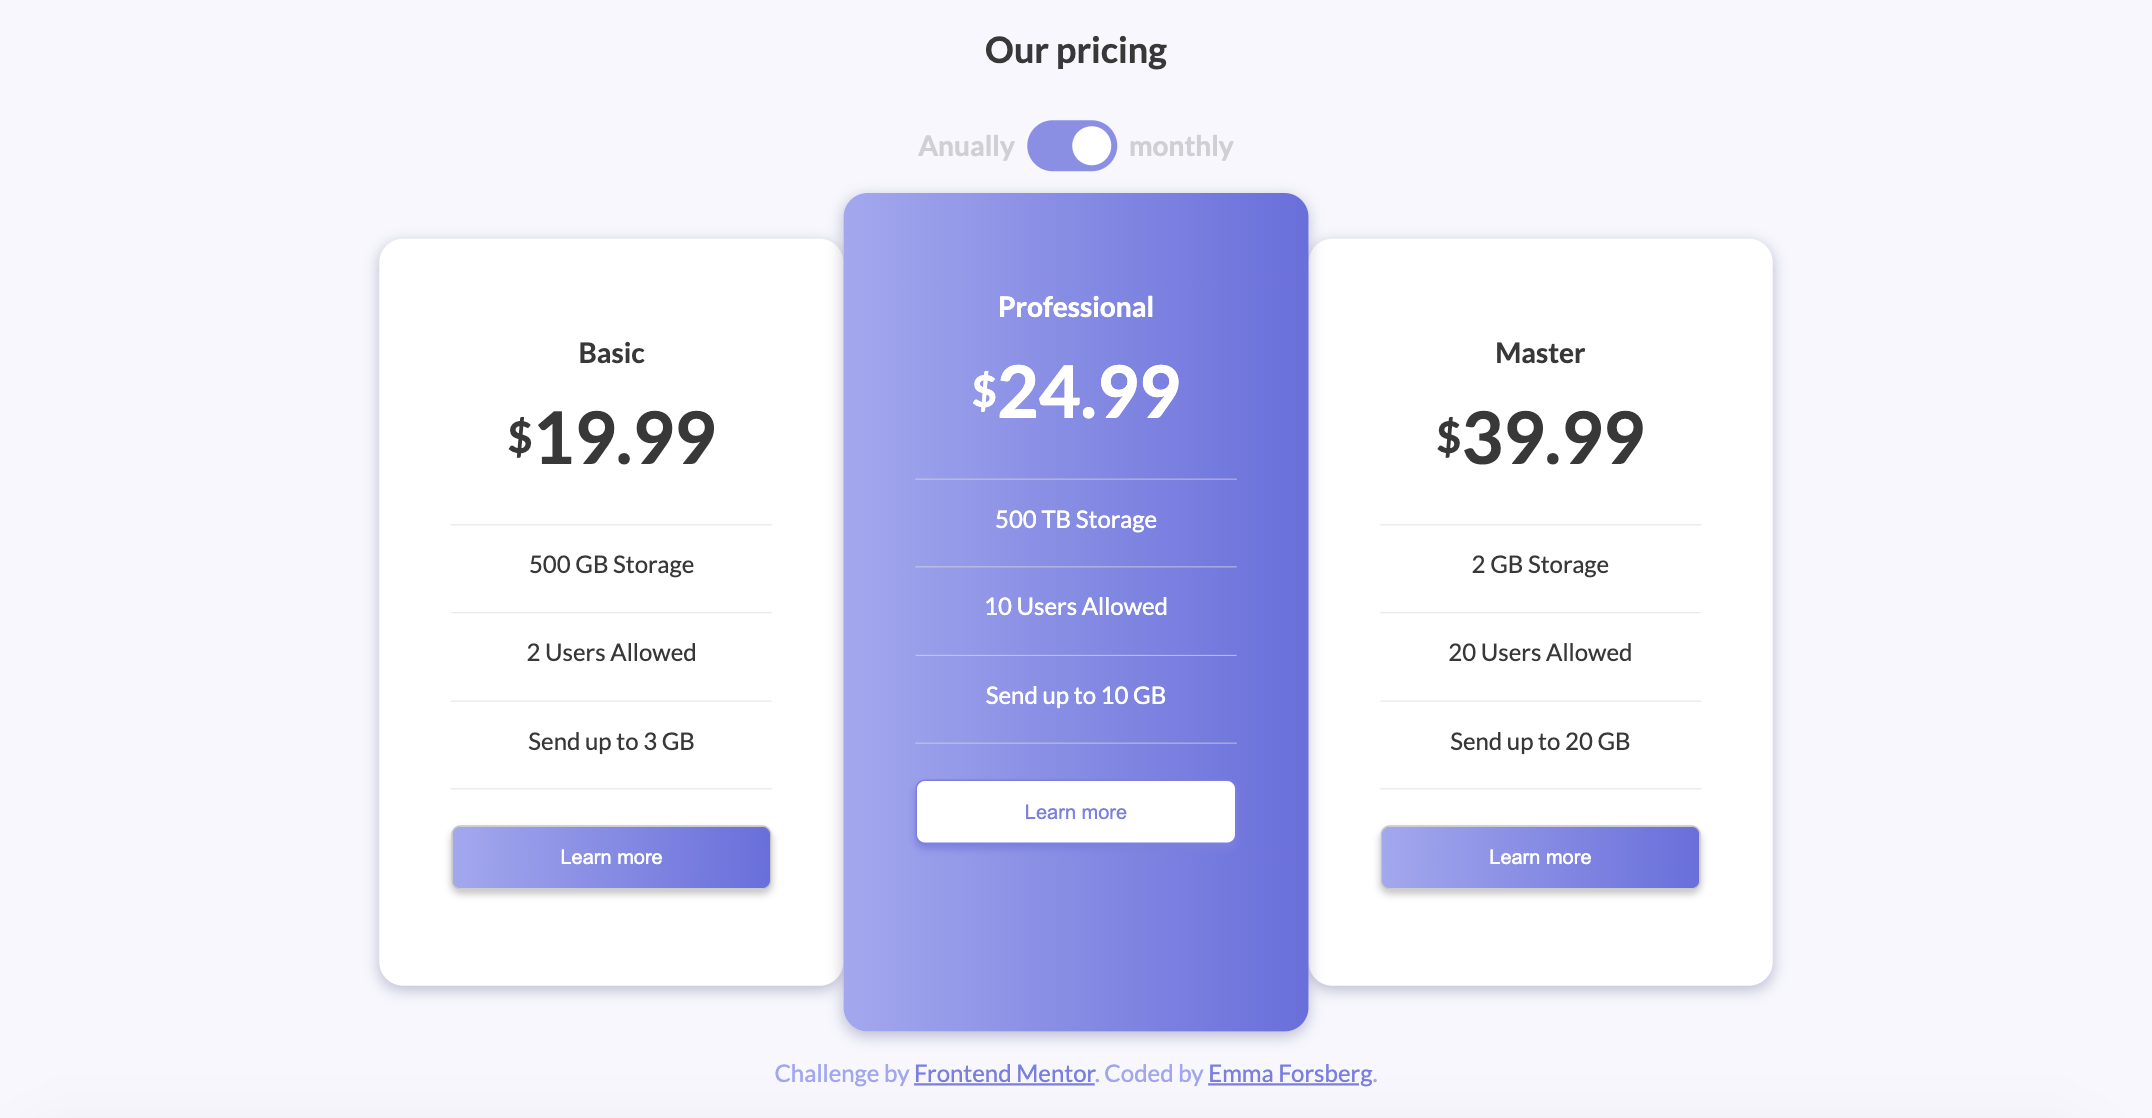 Our pricing
Anually monthly
Basic
$19.99
500 GB Storage
2 Users Allowed
Send up to 3 GB
Learn more
Professional
$24.99
500 TB Storage
10 Users Allowed
Send up to 10 GB
Learn more
Master
$39.99
2 GB Storage
20 Users Allowed
Send up to 20 GB
Learn more
Challenge by Frontend Mentor. Coded by Emma Forsberg.